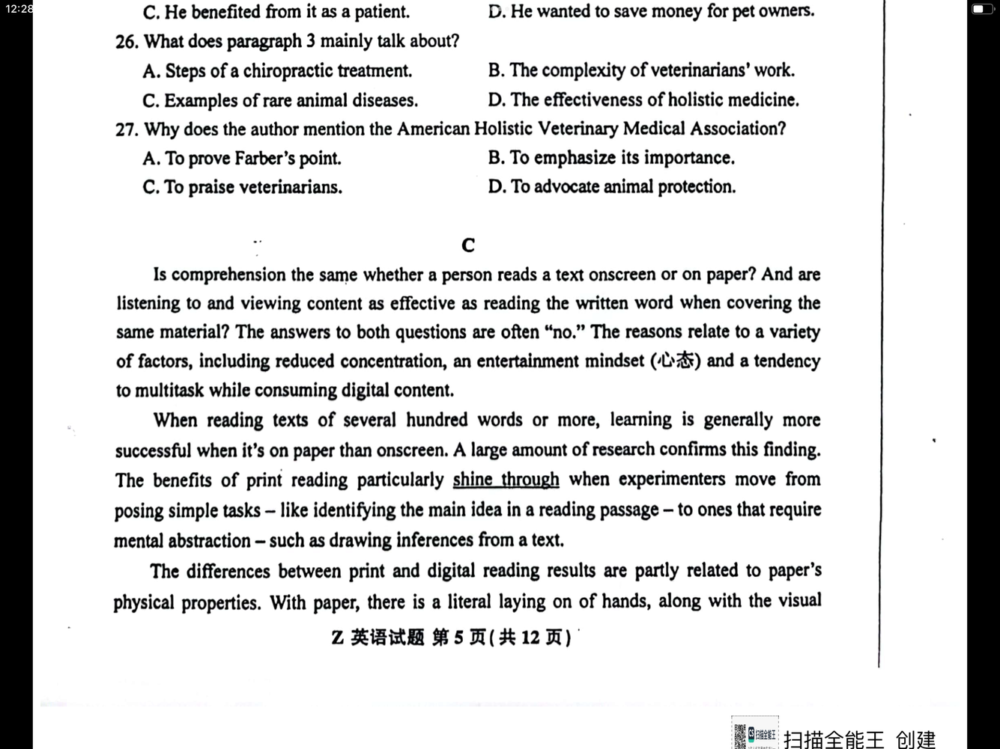 12:28
C. He benefited from it as a patient. D. He wanted to save money for pet owners.
26. What does paragraph 3 mainly talk about?
A. Steps of a chiropractic treatment. B. The complexity of veterinarians' work.
C. Examples of rare animal diseases. D. The effectiveness of holistic medicine.
27. Why does the author mention the American Holistic Veterinary Medical Association?
A. To prove Farber's point. B. To emphasize its importance.
C. To praise veterinarians. D. To advocate animal protection.
C
Is comprehension the same whether a person reads a text onscreen or on paper? And are
listening to and viewing content as effective as reading the written word when covering the
same material? The answers to both questions are often “no.” The reasons relate to a variety
of factors, including reduced concentration, an entertainment mindset (心态) and a tendency
to multitask while consuming digital content.
When reading texts of several hundred words or more, learning is generally more
successful when it's on paper than onscreen. A large amount of research confirms this finding.
The benefits of print reading particularly shine through when experimenters move from
posing simple tasks – like identifying the main idea in a reading passage – to ones that require
mental abstraction – such as drawing inferences from a text.
The differences between print and digital reading results are partly related to paper's
physical properties. With paper, there is a literal laying on of hands, along with the visual
Z 英语试题 第 5 页(共 12 页)
CS 扫描全能王
扫描全能王 创建